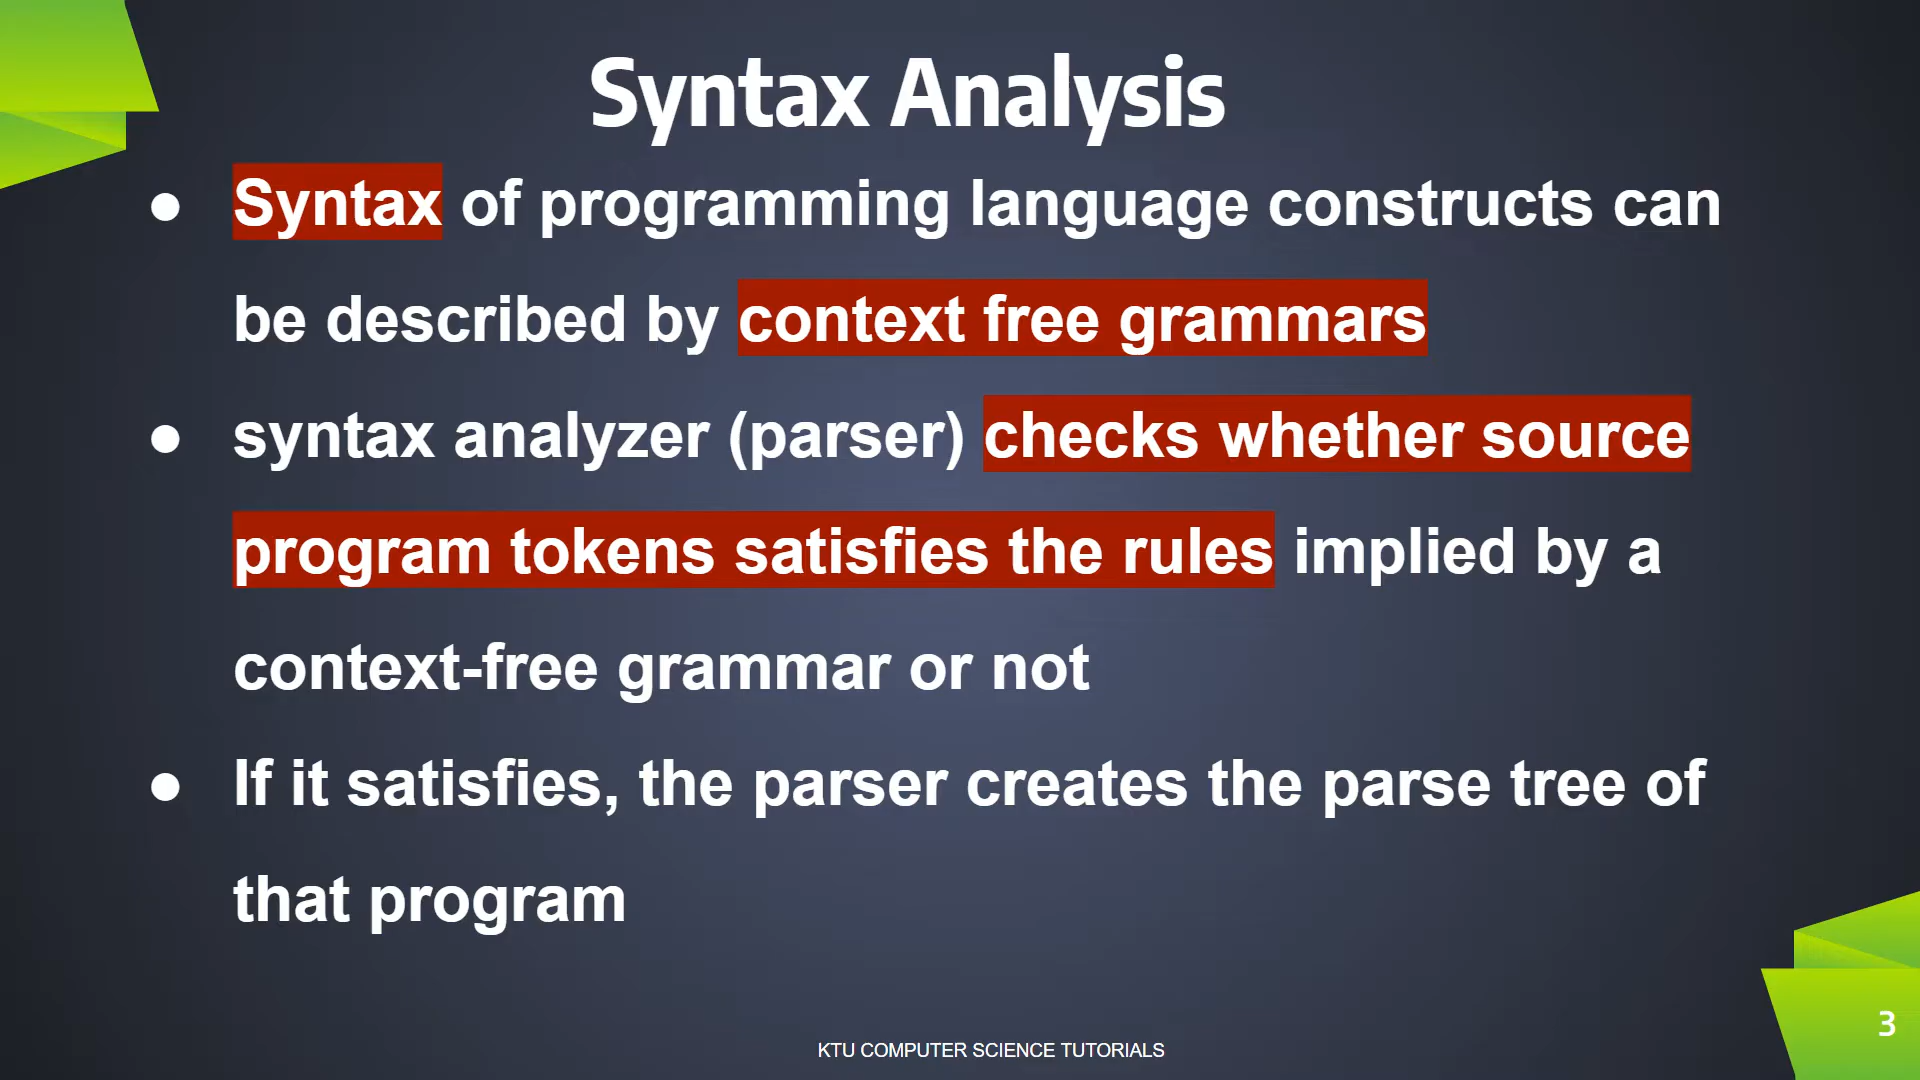 Syntax Analysis
● Syntax of programming language constructs can
be described by context free grammars
● syntax analyzer (parser) checks whether source
program tokens satisfies the rules implied by a
context-free grammar or not
● If it satisfies, the parser creates the parse tree of
that program
3
KTU COMPUTER SCIENCE TUTORIALS